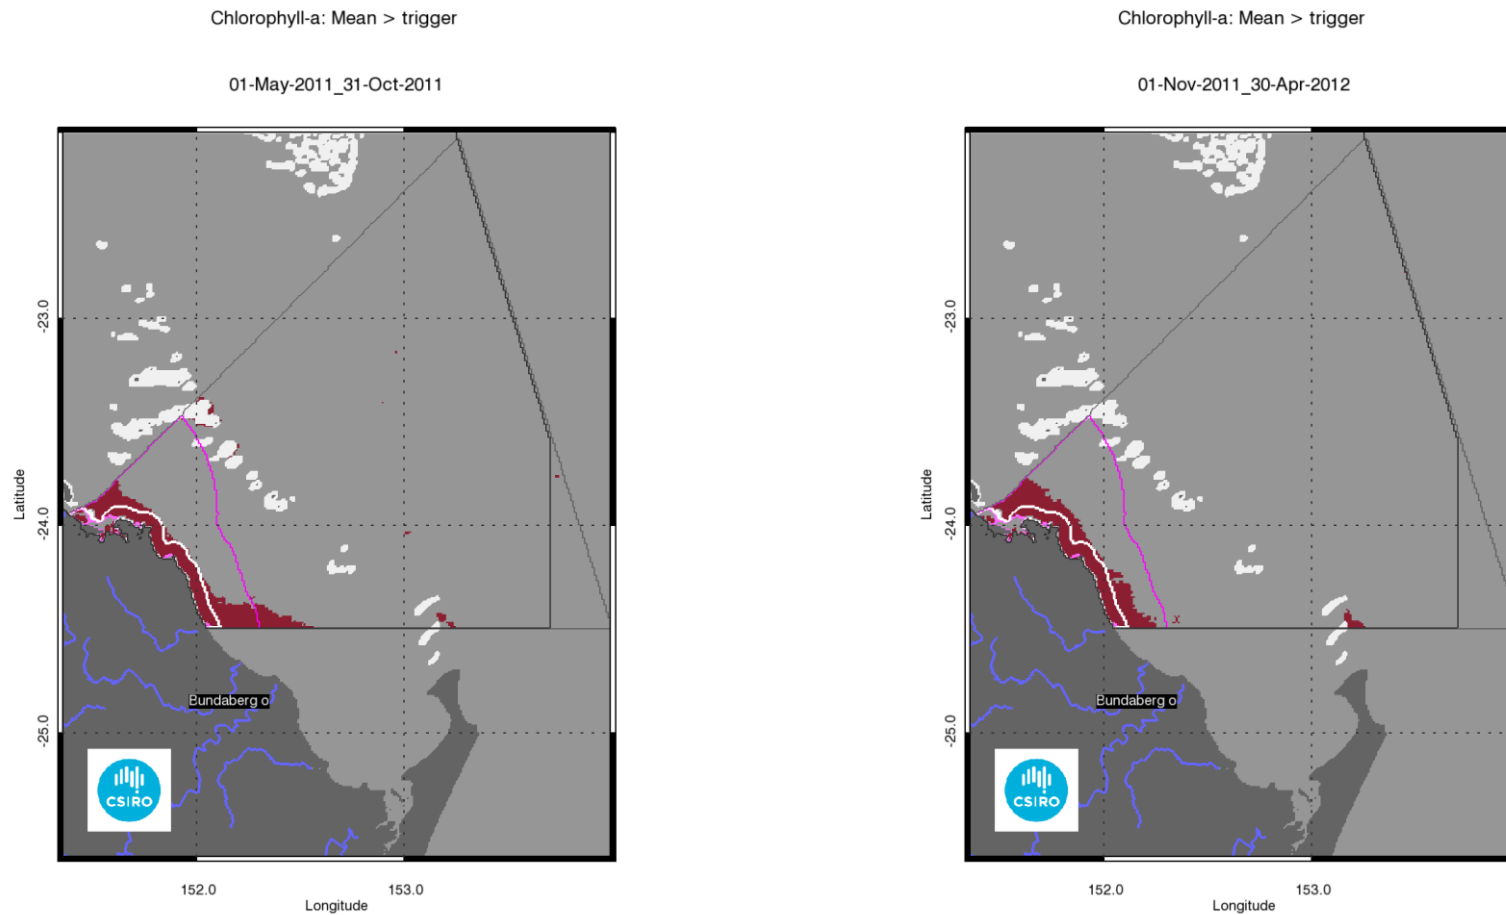 Chlorophyll-a: Mean > trigger
01-May-2011_31-Oct-2011
-23.0
-24.0
-25.0
Latitude
Bundaberg o
CSIRO
152.0 153.0
Longitude
Chlorophyll-a: Mean > trigger
01-Nov-2011_30-Apr-2012
-23.0
-24.0
-25.0
Latitude
Bundaberg o
CSIRO
152.0 153.0
Longitude